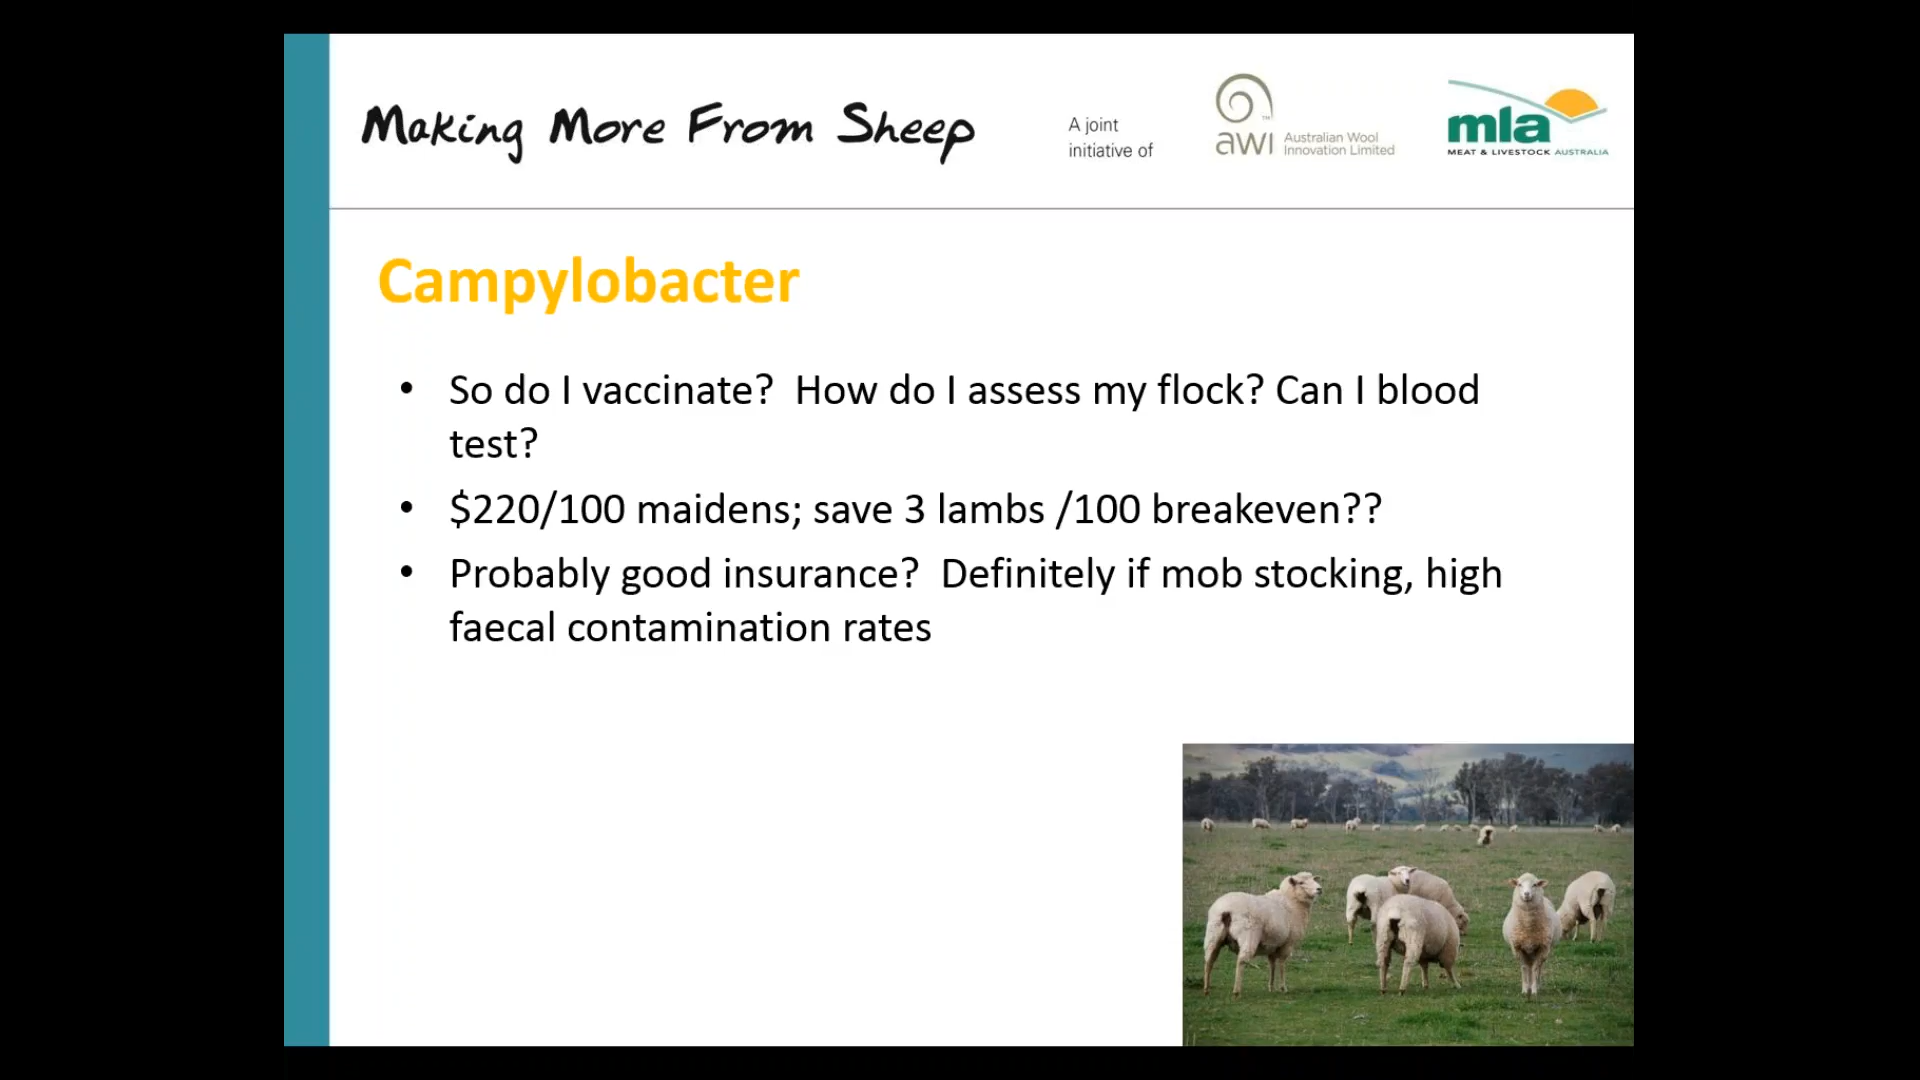 Making More From Sheep
A joint
initiative of
AWI
™
Australian Wool
Innovation Limited
mla
MEAT & LIVESTOCK AUSTRALIA
Campylobacter
• So do I vaccinate?  How do I assess my flock? Can I blood
test?
• $220/100 maidens; save 3 lambs /100 breakeven??
• Probably good insurance?  Definitely if mob stocking, high
faecal contamination rates